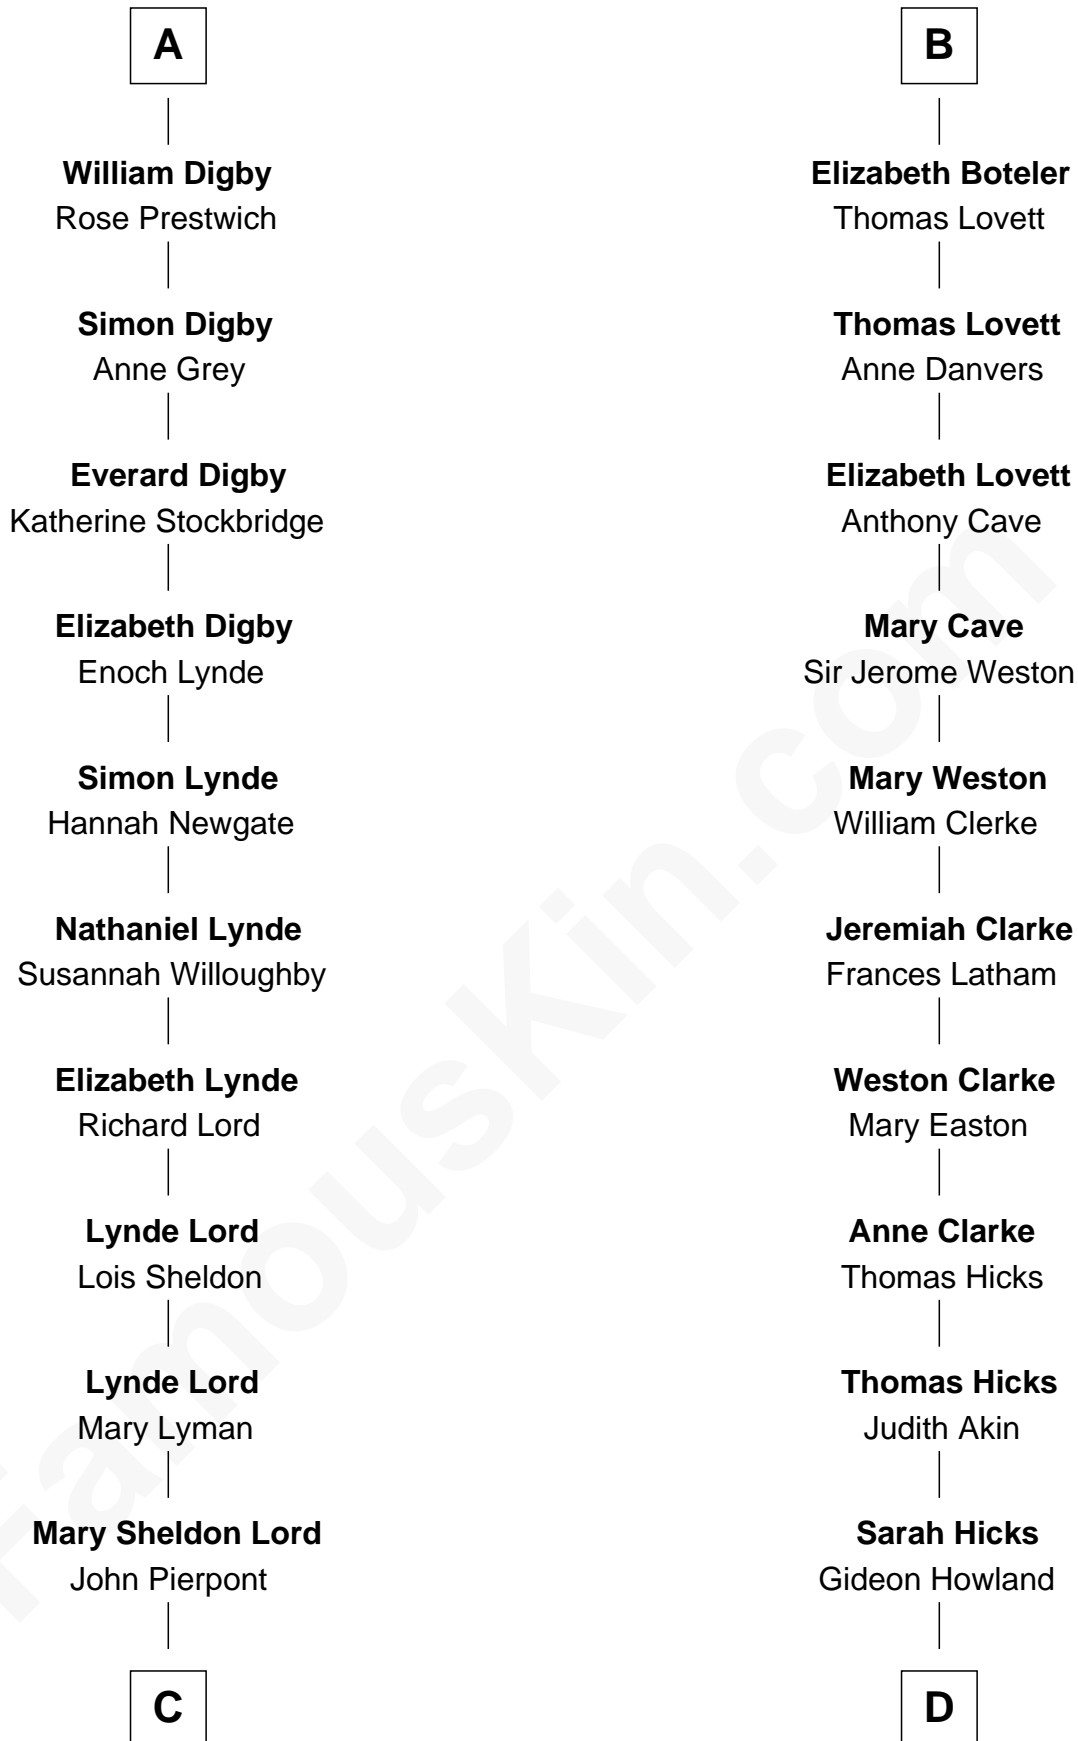 A
William Digby
Rose Prestwich
Simon Digby
Anne Grey
Everard Digby
Katherine Stockbridge
Elizabeth Digby
Enoch Lynde
Simon Lynde
Hannah Newgate
Nathaniel Lynde
Susannah Willoughby
Elizabeth Lynde
Richard Lord
Lynde Lord
Lois Sheldon
Lynde Lord
Mary Lyman
Mary Sheldon Lord
John Pierpont
C
B
Elizabeth Boteler
Thomas Lovett
Thomas Lovett
Anne Danvers
Elizabeth Lovett
Anthony Cave
Mary Cave
Sir Jerome Weston
Mary Weston
William Clerke
Jeremiah Clarke
Frances Latham
Weston Clarke
Mary Easton
Anne Clarke
Thomas Hicks
Thomas Hicks
Judith Akin
Sarah Hicks
Gideon Howland
D
FamousKin.com